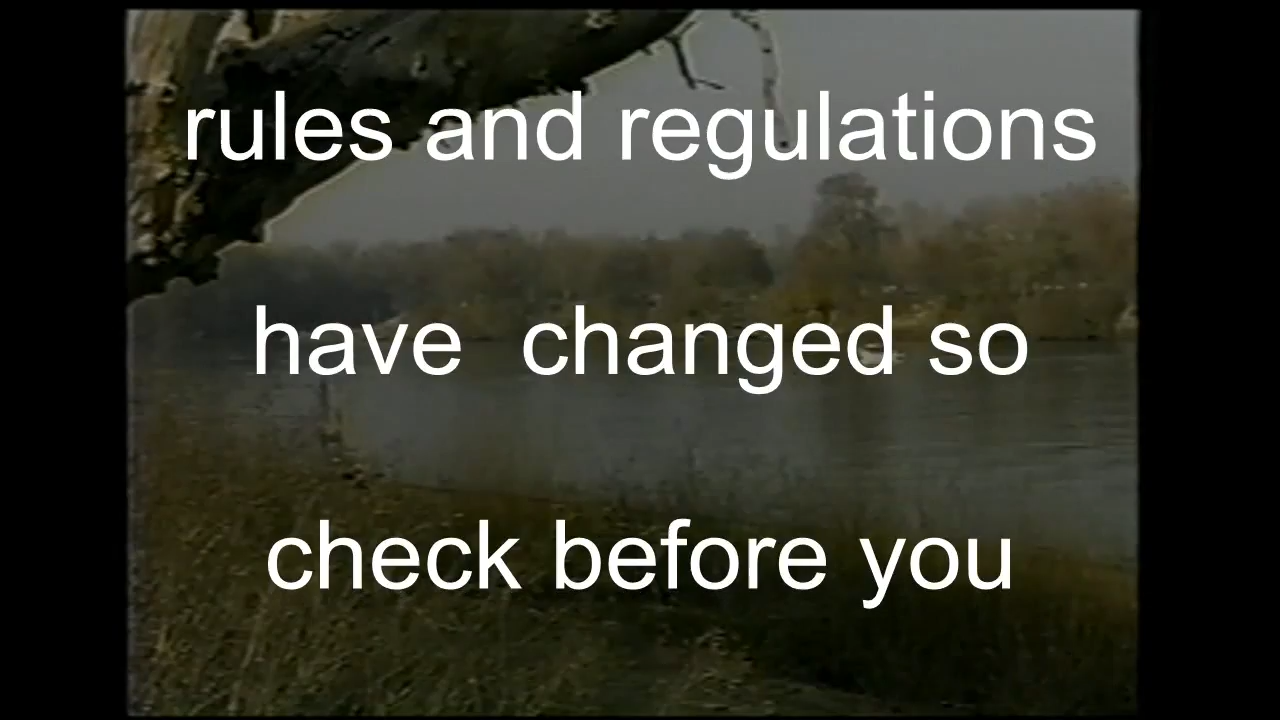 rules and regulations
have  changed so
check before you